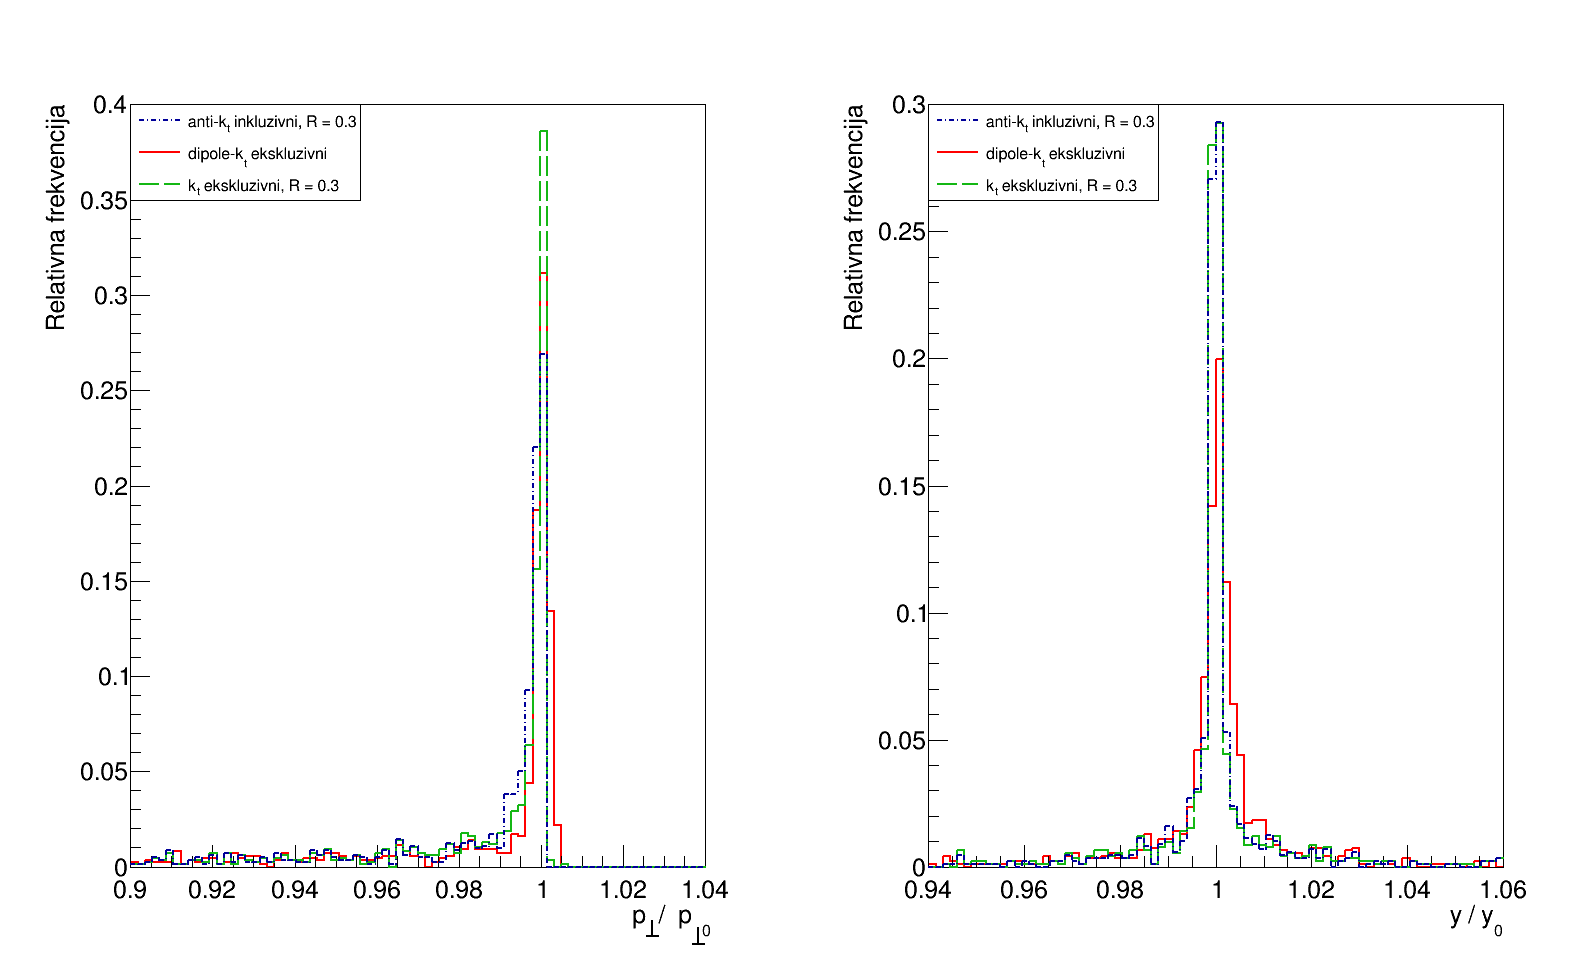 Relativna frekvencija
0.4
0.35
0.3
0.25
0.2
0.15
0.1
0.05
0
anti-kt inkluzivni, R = 0.3
dipole-kt ekskluzivni
kt ekskluzivni, R = 0.3
0.9 0.92 0.94 0.96 0.98 1 1.02 1.04
p⊥ / p⊥0
Relativna frekvencija
0.3
0.25
0.2
0.15
0.1
0.05
0
anti-kt inkluzivni, R = 0.3
dipole-kt ekskluzivni
kt ekskluzivni, R = 0.3
0.94 0.96 0.98 1 1.02 1.04 1.06
y / y0